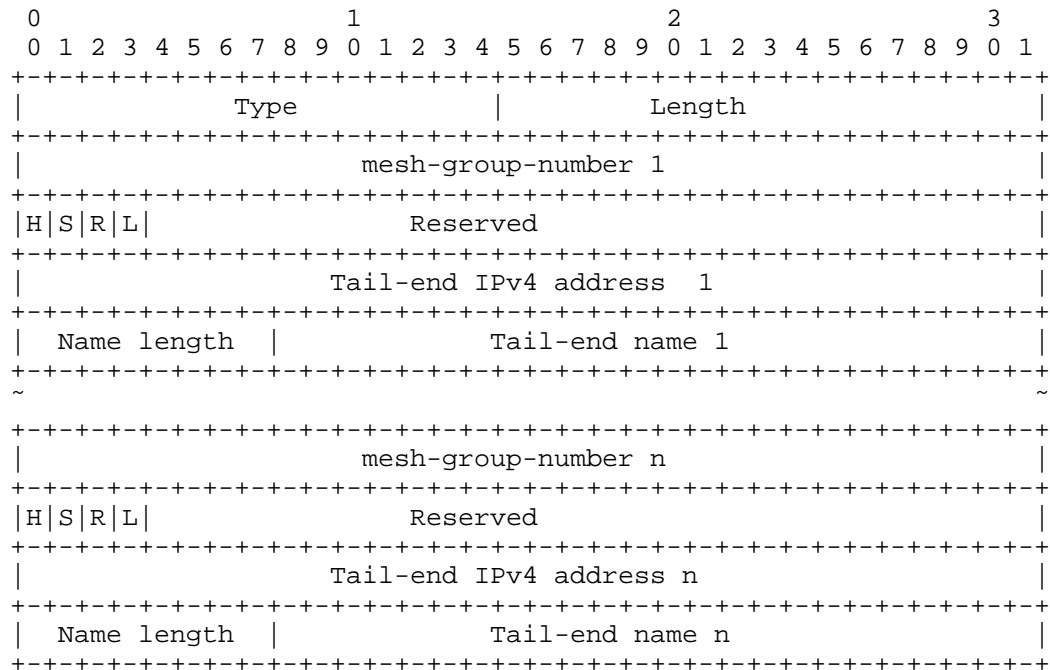 0                   1                   2                   3
 0 1 2 3 4 5 6 7 8 9 0 1 2 3 4 5 6 7 8 9 0 1 2 3 4 5 6 7 8 9 0 1
+-+-+-+-+-+-+-+-+-+-+-+-+-+-+-+-+-+-+-+-+-+-+-+-+-+-+-+-+-+-+-+-+
|             Type              |         Length                  |
+-+-+-+-+-+-+-+-+-+-+-+-+-+-+-+-+-+-+-+-+-+-+-+-+-+-+-+-+-+-+-+-+
|                     mesh-group-number 1                       |
+-+-+-+-+-+-+-+-+-+-+-+-+-+-+-+-+-+-+-+-+-+-+-+-+-+-+-+-+-+-+-+-+
|H|S|R|L|                Reserved                               |
+-+-+-+-+-+-+-+-+-+-+-+-+-+-+-+-+-+-+-+-+-+-+-+-+-+-+-+-+-+-+-+-+
|                   Tail-end IPv4 address  1                    |
+-+-+-+-+-+-+-+-+-+-+-+-+-+-+-+-+-+-+-+-+-+-+-+-+-+-+-+-+-+-+-+-+
|  Name length  |             Tail-end name 1                   |
+-+-+-+-+-+-+-+-+-+-+-+-+-+-+-+-+-+-+-+-+-+-+-+-+-+-+-+-+-+-+-+-+
~                                                               ~
+-+-+-+-+-+-+-+-+-+-+-+-+-+-+-+-+-+-+-+-+-+-+-+-+-+-+-+-+-+-+-+-+
|                     mesh-group-number n                       |
+-+-+-+-+-+-+-+-+-+-+-+-+-+-+-+-+-+-+-+-+-+-+-+-+-+-+-+-+-+-+-+-+
|H|S|R|L|                Reserved                               |
+-+-+-+-+-+-+-+-+-+-+-+-+-+-+-+-+-+-+-+-+-+-+-+-+-+-+-+-+-+-+-+-+
|                   Tail-end IPv4 address n                     |
+-+-+-+-+-+-+-+-+-+-+-+-+-+-+-+-+-+-+-+-+-+-+-+-+-+-+-+-+-+-+-+-+
|  Name length  |             Tail-end name n                   |
+-+-+-+-+-+-+-+-+-+-+-+-+-+-+-+-+-+-+-+-+-+-+-+-+-+-+-+-+-+-+-+-+